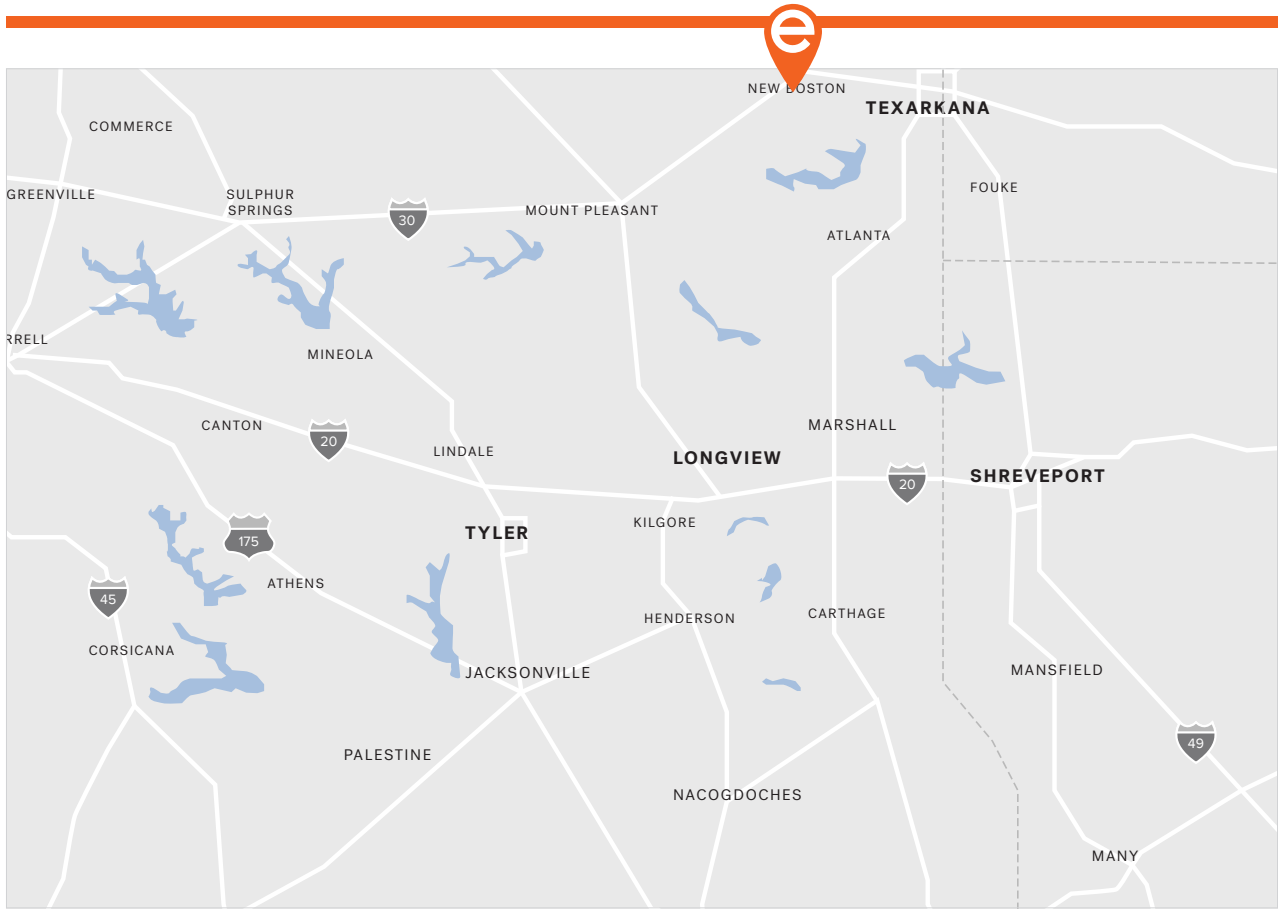 e
NEW BOSTON
TEXARKANA
COMMERCE
FOUKE
GREENVILLE
SULPHUR
SPRINGS
30
MOUNT PLEASANT
ATLANTA
RRELL
MINEOLA
CANTON
20
LINDALE
MARSHALL
LONGVIEW
20
SHREVEPORT
TYLER
KILGORE
175
ATHENS
45
HENDERSON
CARTHAGE
CORSICANA
JACKSONVILLE
MANSFIELD
PALESTINE
49
NACOGDOCHES
MANY